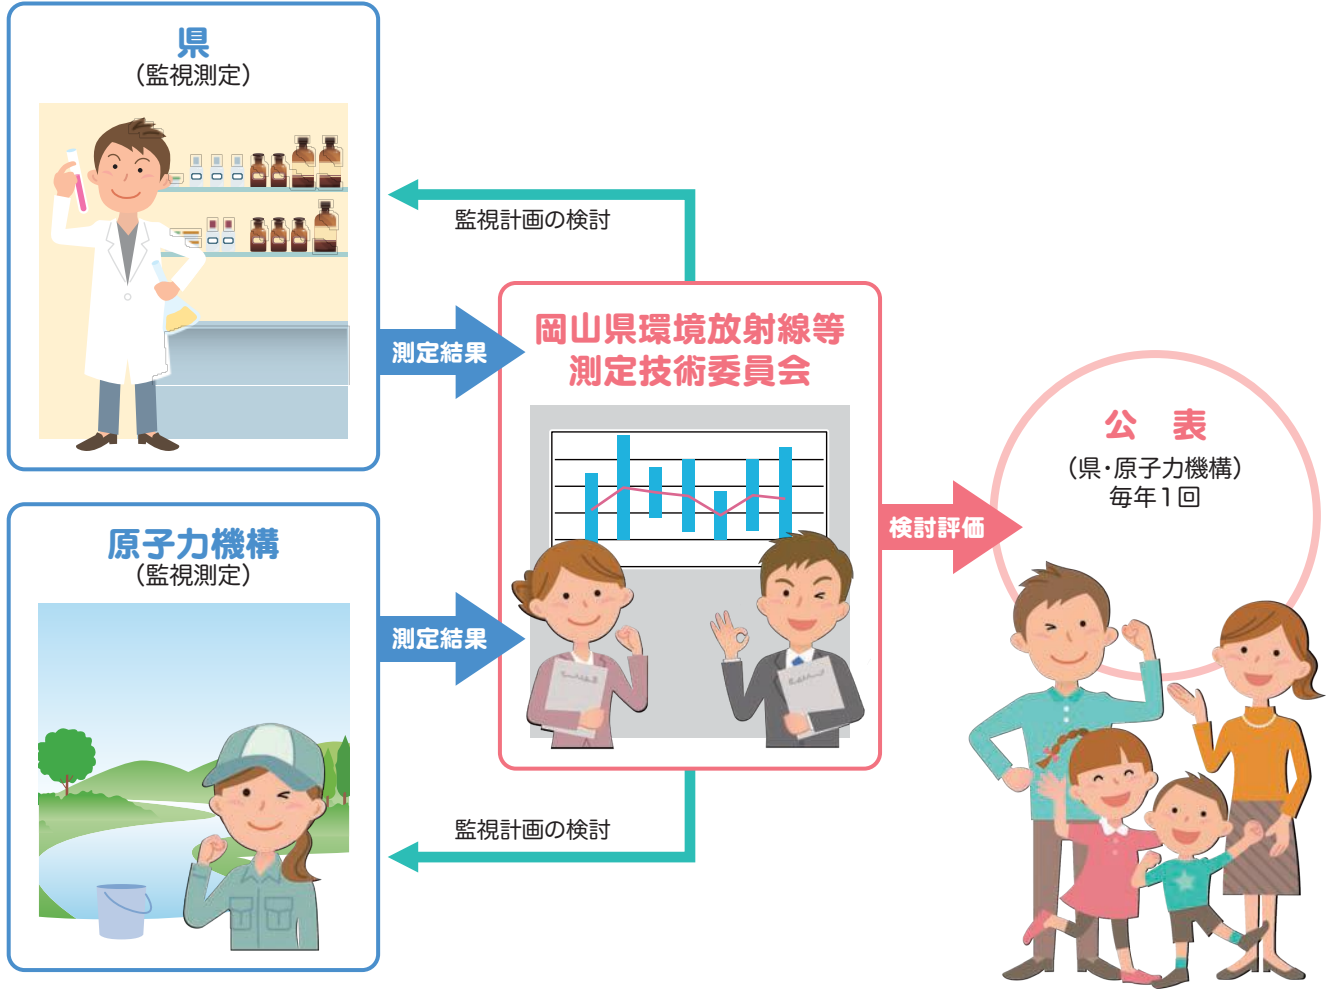 県
（監視測定）
監視計画の検討
測定結果
岡山県環境放射線等
測定技術委員会
公　表
（県・原子力機構）
毎年1回
検討評価
原子力機構
（監視測定）
測定結果
監視計画の検討